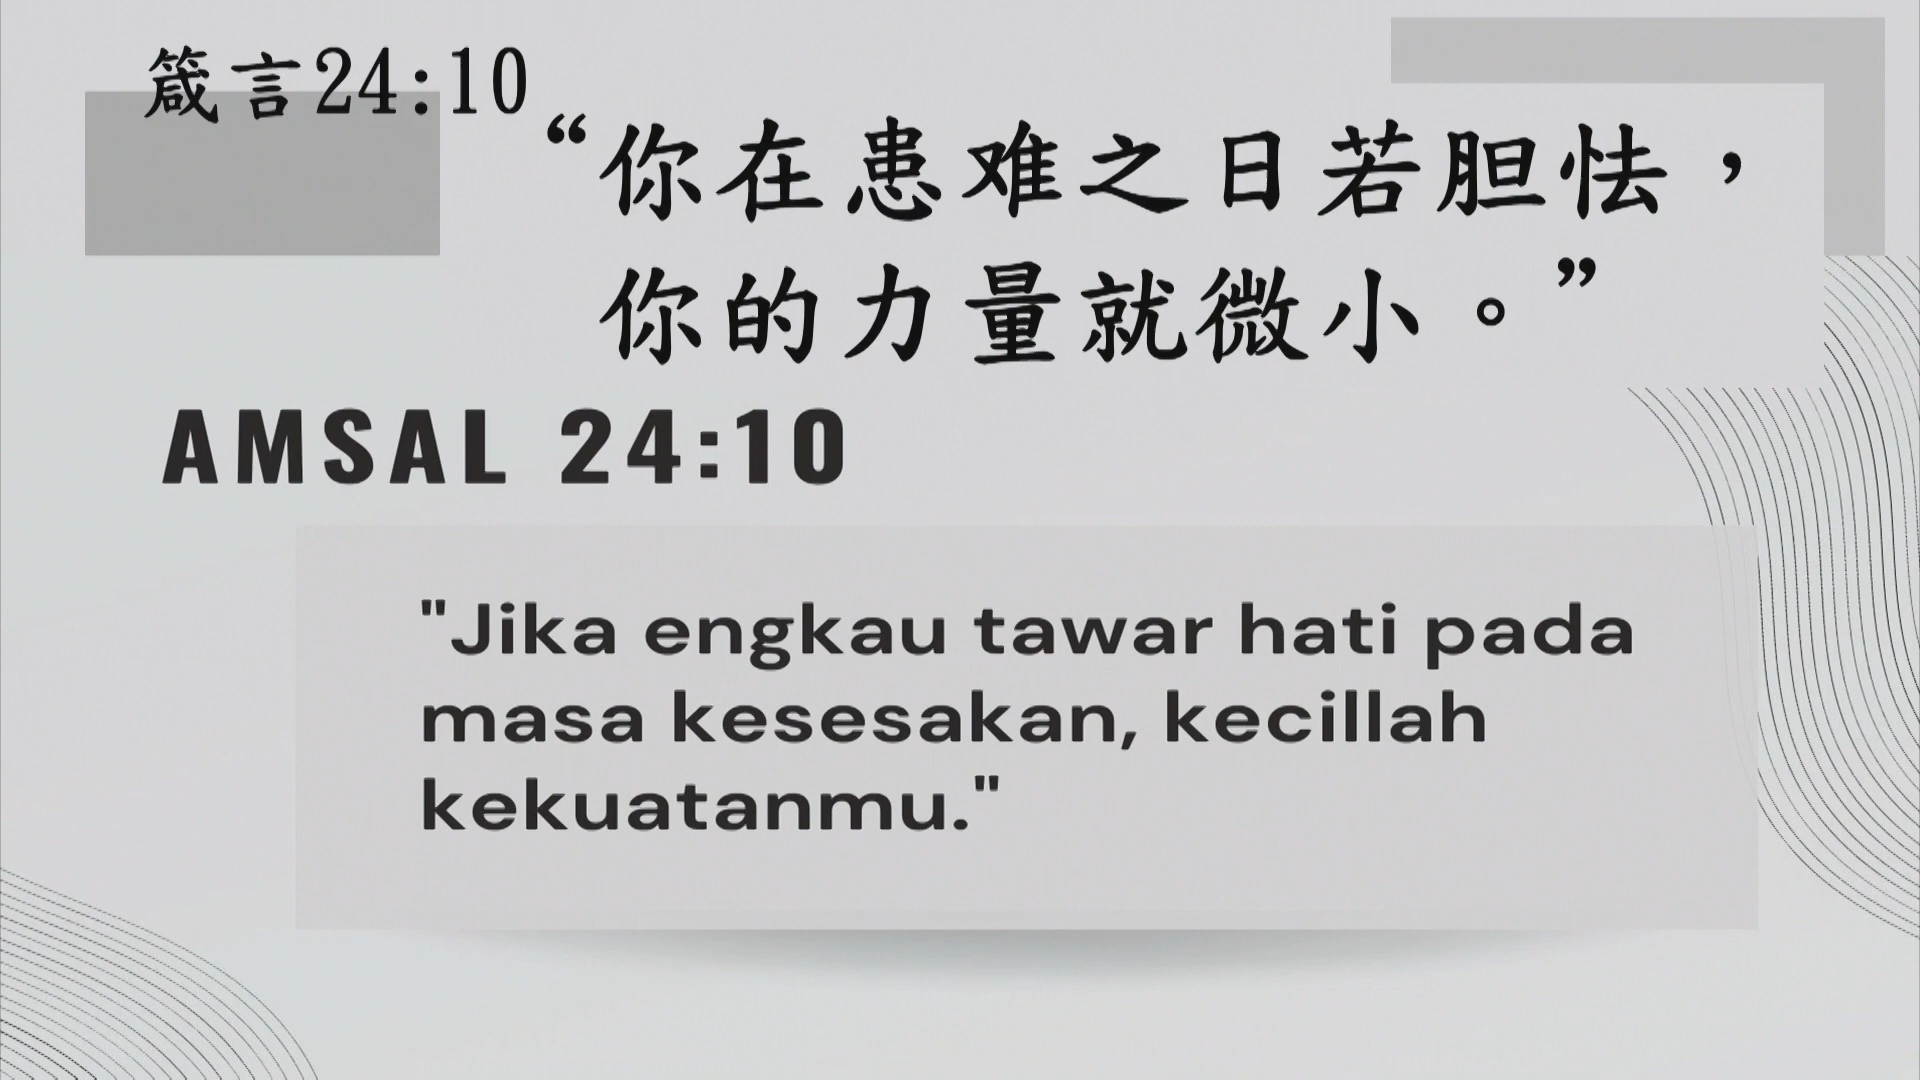 箴言24:10
“你在患难之日若胆怯，
你的力量就微小。”
AMSAL 24:10
"Jika engkau tawar hati pada
masa kesesakan, kecillah
kekuatanmu."